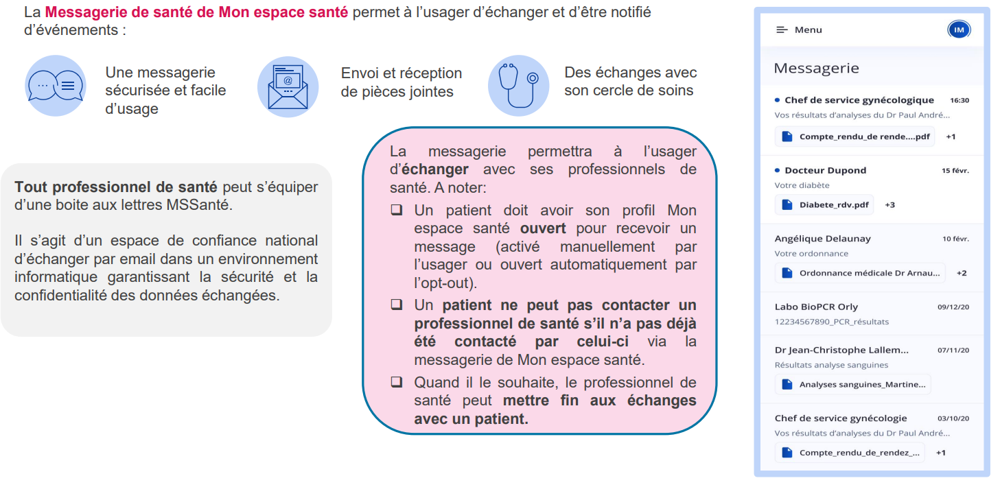 La Messagerie de santé de Mon espace santé permet à l'usager d'échanger et d'être notifié
d'événements :
Une messagerie
sécurisée et facile
d'usage
@
Envoi et réception
de pièces jointes
Des échanges avec
son cercle de soins
Tout professionnel de santé peut s'équiper
d'une boite aux lettres MSSanté.
Il s'agit d'un espace de confiance national
d'échanger par email dans un environnement
informatique garantissant la sécurité et la
confidentialité des données échangées.
La messagerie permettra à l'usager
d'échanger avec ses professionnels de
santé. A noter:
❑ Un patient doit avoir son profil Mon
espace santé ouvert pour recevoir un
message (activé manuellement par
l'usager ou ouvert automatiquement par
l'opt-out).
❑ Un patient ne peut pas contacter un
professionnel de santé s'il n'a pas déjà
été contacté par celui-ci via la
messagerie de Mon espace santé.
❑ Quand il le souhaite, le professionnel de
santé peut mettre fin aux échanges
avec un patient.
Menu IM
Messagerie
• Chef de service gynécologique 16:30
Vos résultats d'analyses du Dr Paul André...
Compte_rendu_de rende....pdf +1
• Docteur Dupond 15 févr.
Votre diabète
Diabete_rdv.pdf +3
Angélique Delaunay 10 févr.
Votre ordonnance
Ordonnance médicale Dr Arnau... +2
Labo BioPCR Orly 09/12/20
12234567890_PCR_résultats
Dr Jean-Christophe Lallem... 07/11/20
Résultats analyse sanguines
Analyses sanguines_Martine...
Chef de service gynécologie 03/10/20
Vos résultats d'analyses du Dr Paul André...
Compte_rendu_de_rendez_... +1